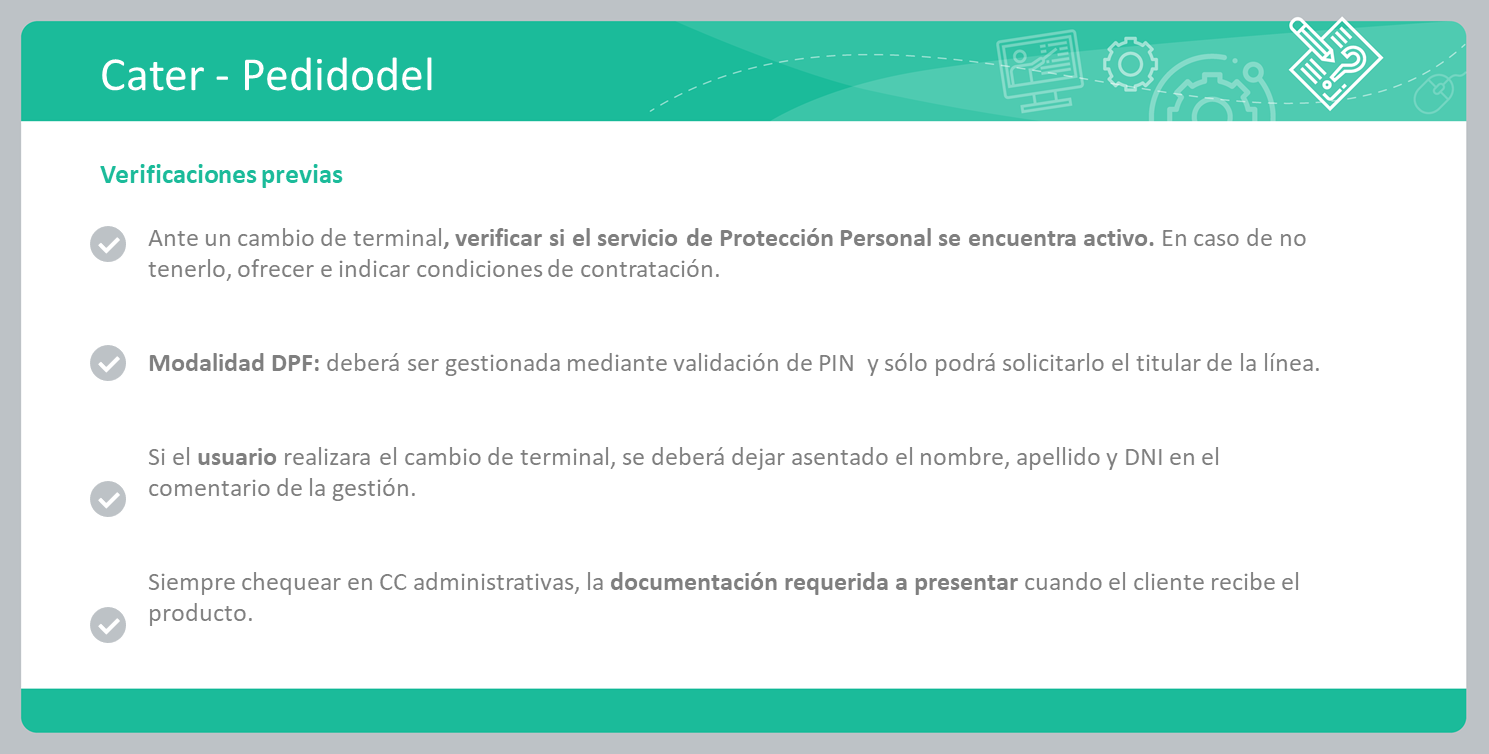 Cater - Pedidodel
Verificaciones previas
Ante un cambio de terminal, verificar si el servicio de Protección Personal se encuentra activo. En caso de no
tenerlo, ofrecer e indicar condiciones de contratación.
Modalidad DPF: deberá ser gestionada mediante validación de PIN y sólo podrá solicitarlo el titular de la línea.
Si el usuario realizara el cambio de terminal, se deberá dejar asentado el nombre, apellido y DNI en el
comentario de la gestión.
Siempre chequear en CC administrativas, la documentación requerida a presentar cuando el cliente recibe el
producto.